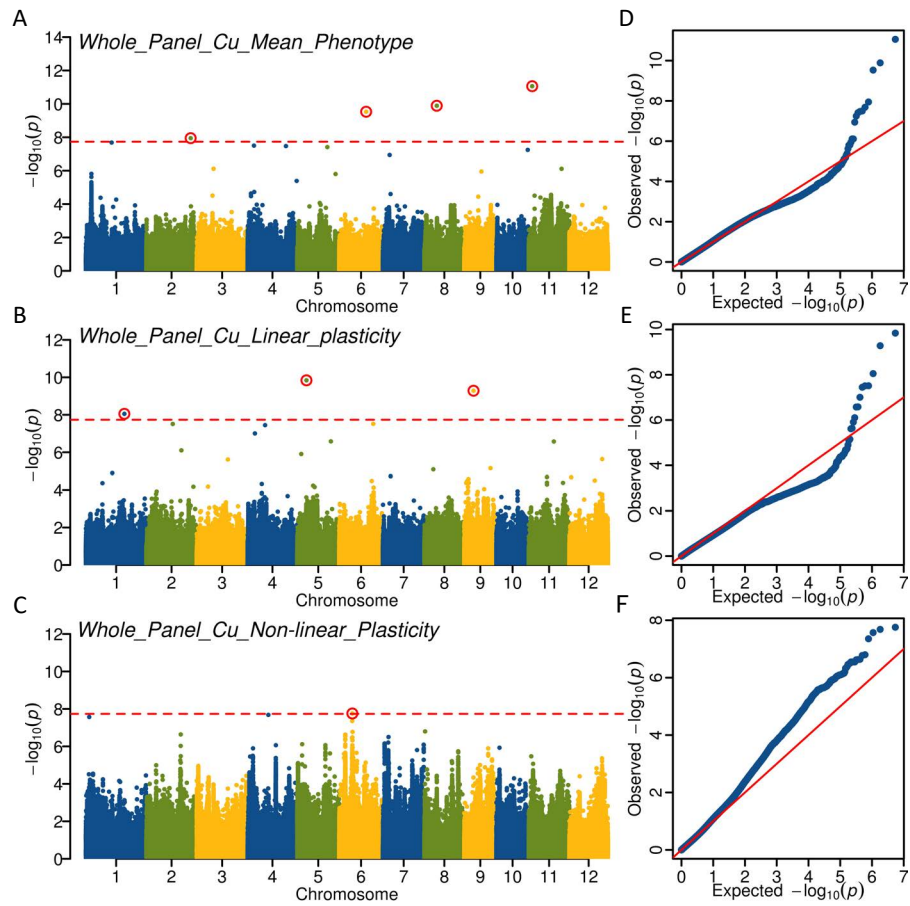 A
Whole_Panel_Cu_Mean_Phenotype
14
12
10
8
6
4
2
0
−log10(p)
1 2 3 4 5 6 7 8 9 10 11 12
Chromosome
D
10
8
6
4
2
0
Observed −log10(p)
0 1 2 3 4 5 6 7
Expected −log10(p)
B
Whole_Panel_Cu_Linear_plasticity
12
10
8
6
4
2
0
−log10(p)
1 2 3 4 5 6 7 8 9 10 11 12
Chromosome
E
10
8
6
4
2
0
Observed −log10(p)
0 1 2 3 4 5 6 7
Expected −log10(p)
C
Whole_Panel_Cu_Non-linear_Plasticity
12
10
8
6
4
2
0
−log10(p)
1 2 3 4 5 6 7 8 9 10 11 12
Chromosome
F
8
6
4
2
0
Observed −log10(p)
0 1 2 3 4 5 6 7
Expected −log10(p)